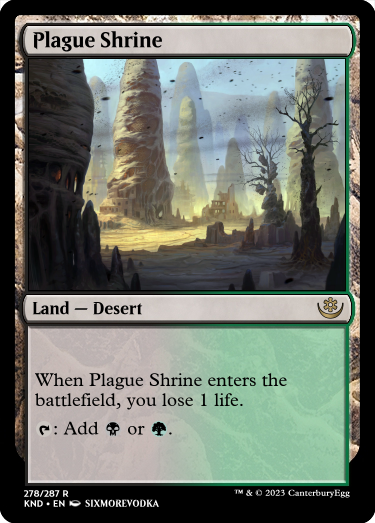 Plague Shrine
Land — Desert
When Plague Shrine enters the
battlefield, you lose 1 life.
: Add or .
278/287 R
KND • EN SIXMOREVODKA
™ & © 2023 CanterburyEgg